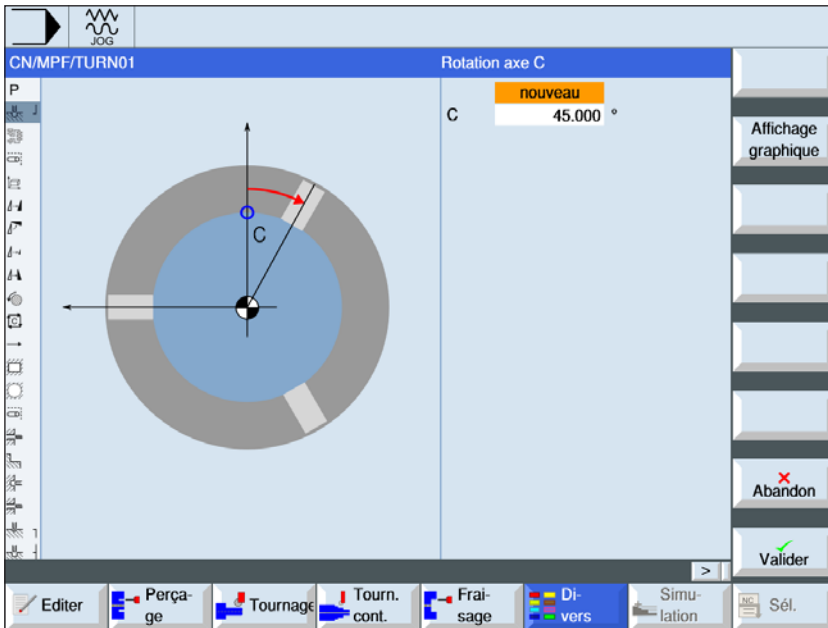 JOG
CN/MPF/TURN01
Rotation axe C
P
nouveau
C
45.000 °
C
Affichage
graphique
Abandon
Valider
>
Editer
Perça-
ge
Tournage
Tourn.
cont.
Frai-
sage
Di-
vers
Simu-
lation
NC
Sél.